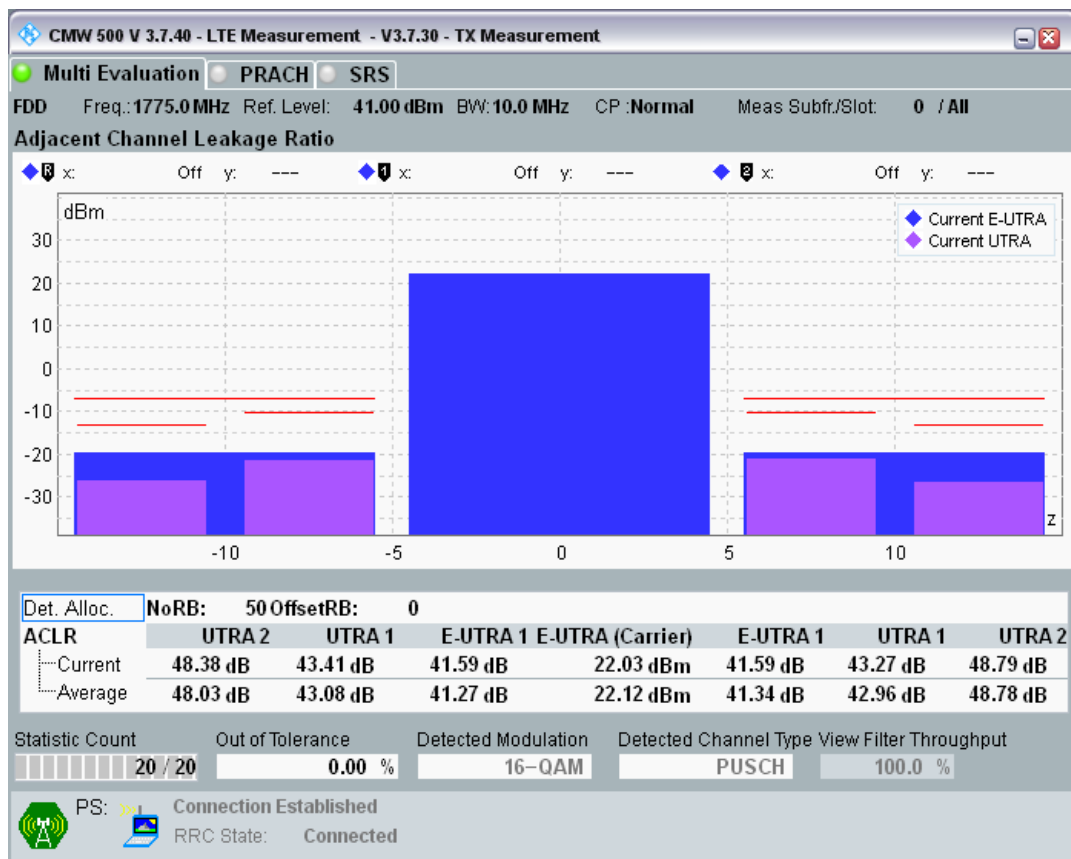 CMW 500 V 3.7.40 - LTE Measurement - V3.7.30 - TX Measurement
Multi Evaluation PRACH SRS
FDD Freq.:1775.0 MHz Ref. Level: 41.00 dBm BW:10.0 MHz CP :Normal Meas Subfr./Slot: 0 / All
Adjacent Channel Leakage Ratio
R x: Off y: --- 1 x: Off y: --- 2 x: Off y: ---
dBm
Current E-UTRA
Current UTRA
30
20
10
0
-10
-20
-30
z
-10 -5 0 5 10
Det. Alloc. NoRB: 50 OffsetRB: 0
ACLR UTRA 2 UTRA 1 E-UTRA 1 E-UTRA (Carrier) E-UTRA 1 UTRA 1 UTRA 2
Current 48.38 dB 43.41 dB 41.59 dB 22.03 dBm 41.59 dB 43.27 dB 48.79 dB
Average 48.03 dB 43.08 dB 41.27 dB 22.12 dBm 41.34 dB 42.96 dB 48.78 dB
Statistic Count Out of Tolerance Detected Modulation Detected Channel Type View Filter Throughput
20 / 20 0.00 % 16-QAM PUSCH 100.0 %
PS: Connection Established
RRC State: Connected